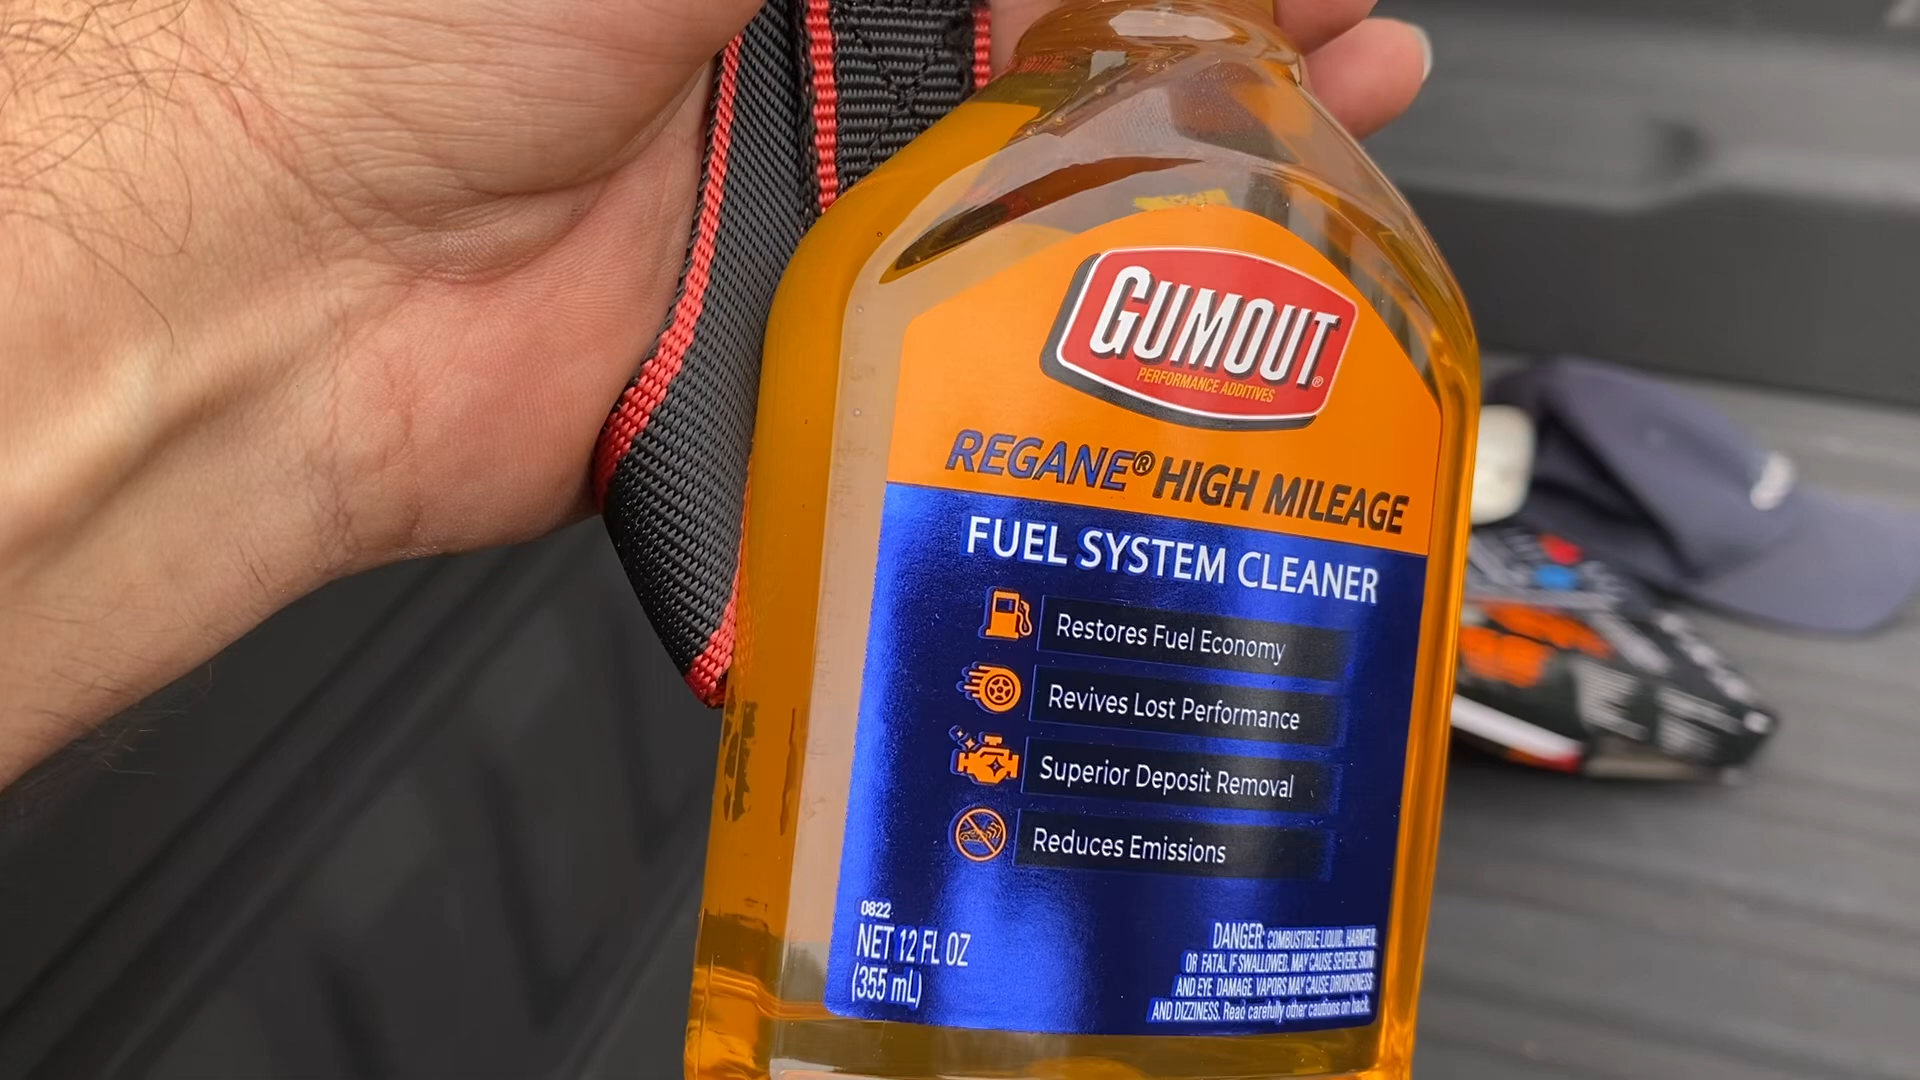 GUMOUT®
PERFORMANCE ADDITIVES
REGANE® HIGH MILEAGE
FUEL SYSTEM CLEANER
Restores Fuel Economy
Revives Lost Performance
Superior Deposit Removal
Reduces Emissions
0822
NET 12 FL OZ
(355 mL)
DANGER: COMBUSTIBLE LIQUID. HARMFUL
OR FATAL IF SWALLOWED. MAY CAUSE SEVERE SKIN
AND EYE DAMAGE. VAPORS MAY CAUSE DROWSINESS
AND DIZZINESS. Read carefully other cautions on back.